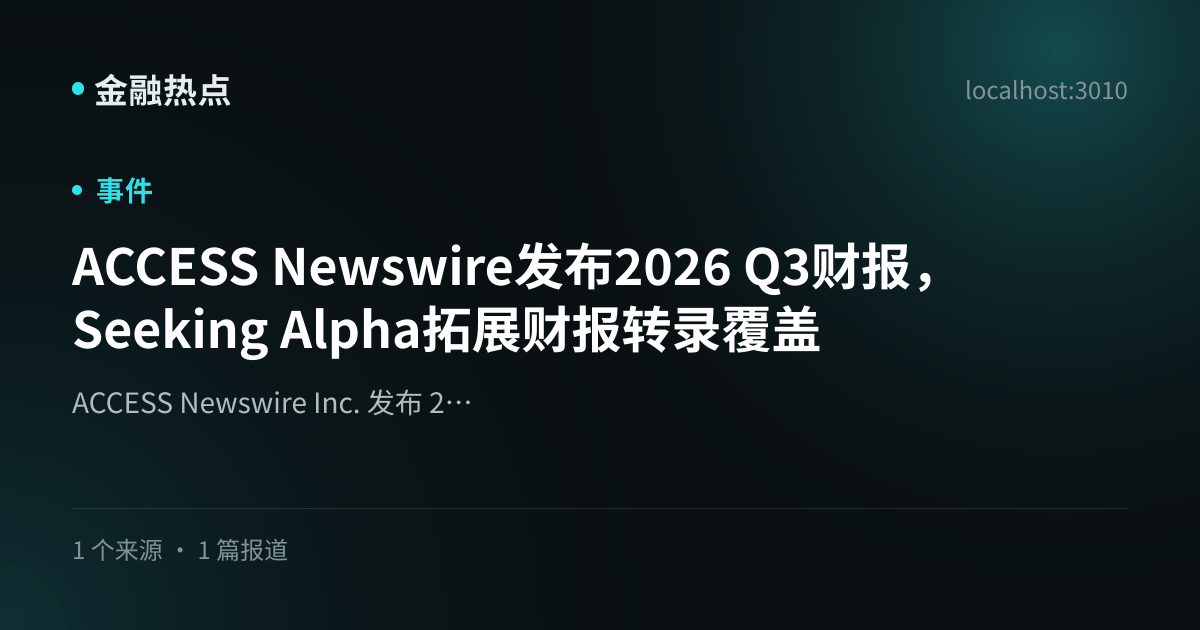 金融热点
localhost:3010
事件
ACCESS Newswire发布2026 Q3财报，
Seeking Alpha拓展财报转录覆盖
ACCESS Newswire Inc. 发布 2…
1 个来源 · 1 篇报道